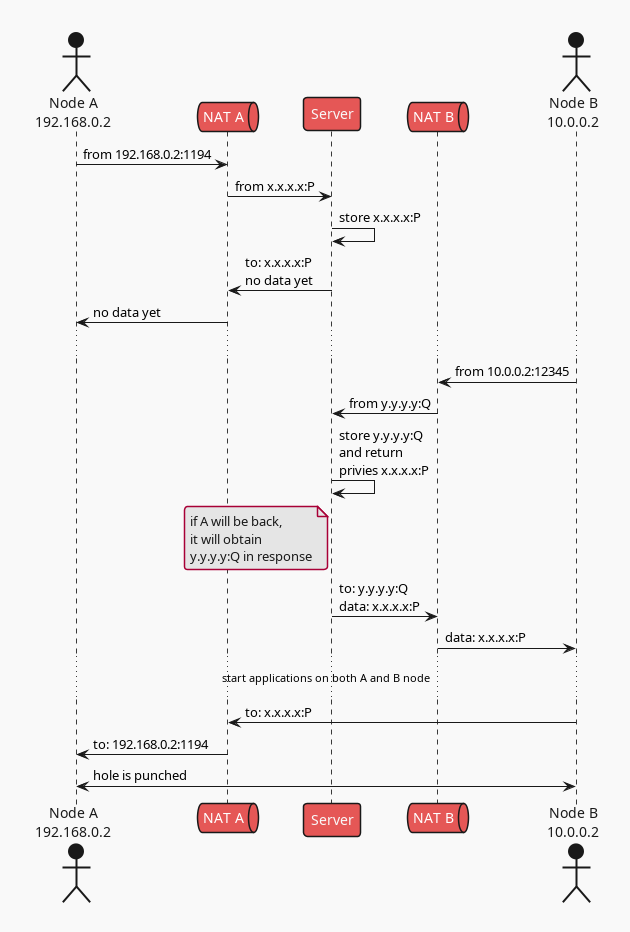 Node A
192.168.0.2
NAT A
Server
NAT B
Node B
10.0.0.2
from 192.168.0.2:1194
from x.x.x.x:P
store x.x.x.x:P
to: x.x.x.x:P
no data yet
no data yet
from 10.0.0.2:12345
from y.y.y.y:Q
store y.y.y.y:Q
and return
privies x.x.x.x:P
if A will be back,
it will obtain
y.y.y.y:Q in response
to: y.y.y.y:Q
data: x.x.x.x:P
data: x.x.x.x:P
start applications on both A and B node
to: x.x.x.x:P
to: 192.168.0.2:1194
hole is punched
Node A
192.168.0.2
NAT A
Server
NAT B
Node B
10.0.0.2